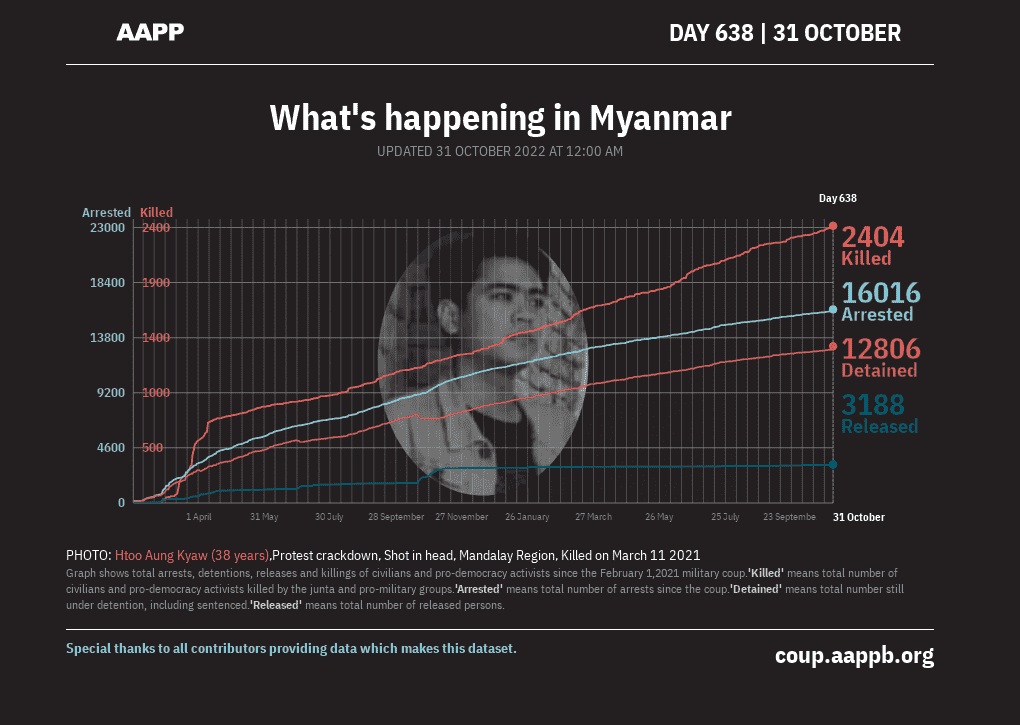 AAPP
DAY 638 | 31 OCTOBER
What's happening in Myanmar
UPDATED 31 OCTOBER 2022 AT 12:00 AM
Day 638
Arrested Killed
23000 2400
2404
Killed
18400 1900
16016
Arrested
13800 1400
12806
Detained
9200 1000
3188
Released
4600 500
0
1 April 31 May 30 July 28 September 27 November 26 January 27 March 26 May 25 July 23 Septembe 31 October
PHOTO: Htoo Aung Kyaw (38 years),Protest crackdown, Shot in head, Mandalay Region, Killed on March 11 2021
Graph shows total arrests, detentions, releases and killings of civilians and pro-democracy activists since the February 1,2021 military coup.'Killed' means total number of
civilians and pro-democracy activists killed by the junta and pro-military groups.'Arrested' means total number of arrests since the coup.'Detained' means total number still
under detention, including sentenced.'Released' means total number of released persons.
Special thanks to all contributors providing data which makes this dataset.
coup.aappb.org